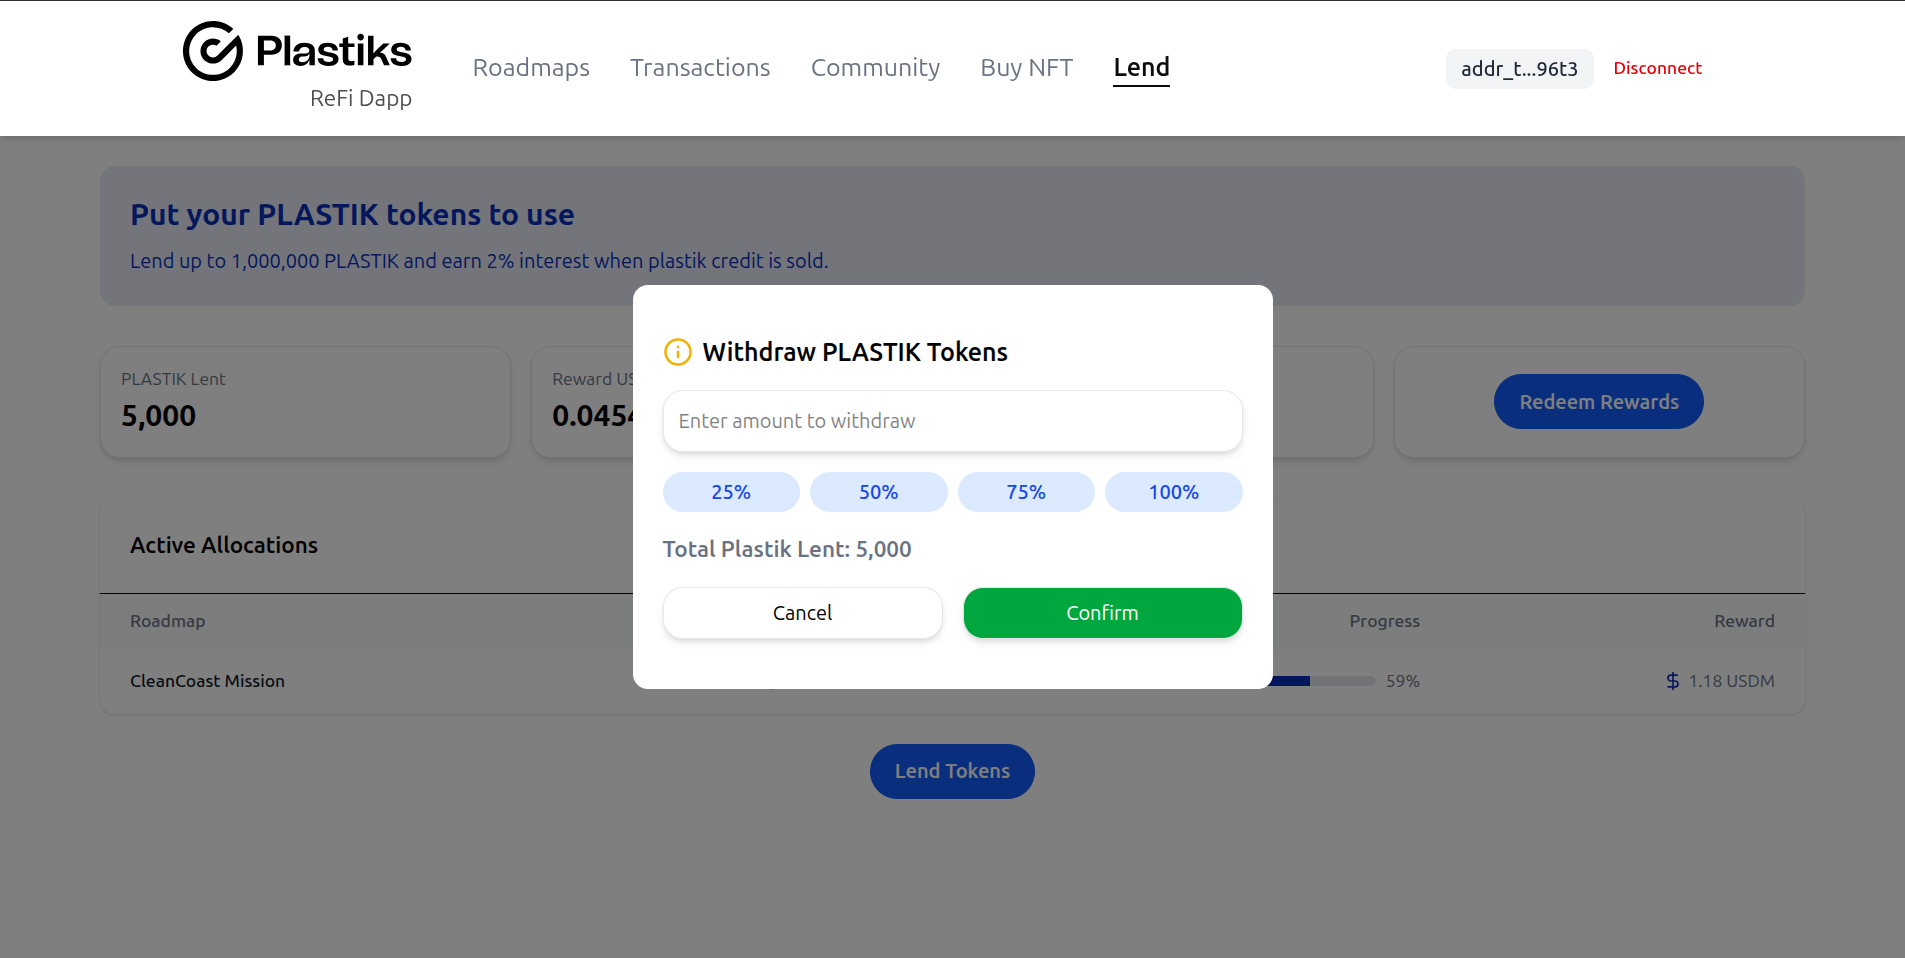 Plastiks
ReFi Dapp
Roadmaps
Transactions
Community
Buy NFT
Lend
addr_t...96t3
Disconnect
Put your PLASTIK tokens to use
Lend up to 1,000,000 PLASTIK and earn 2% interest when plastik credit is sold.
PLASTIK Lent
5,000
Reward
0.045
Redeem Rewards
Withdraw PLASTIK Tokens
Enter amount to withdraw
25%
50%
75%
100%
Total Plastik Lent: 5,000
Cancel
Confirm
Active Allocations
Roadmap
Progress
Reward
CleanCoast Mission
59%
$ 1.18 USDM
Lend Tokens